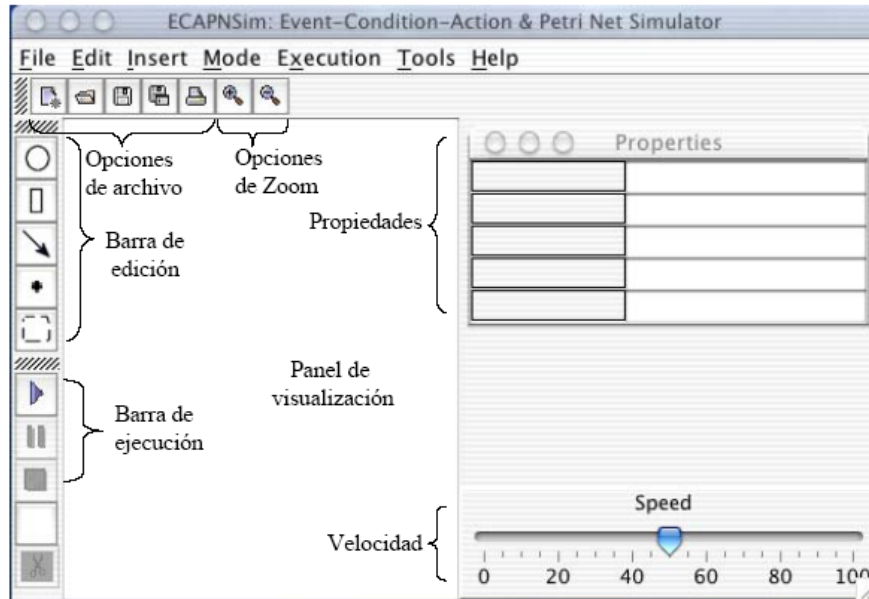 ECAPNSim: Event-Condition-Action & Petri Net Simulator
File Edit Insert Mode Execution Tools Help
Opciones
de archivo
Opciones
de Zoom
Properties
Propiedades
Barra de
edición
Panel de
visualización
Barra de
ejecución
Speed
Velocidad
0 20 40 60 80 100